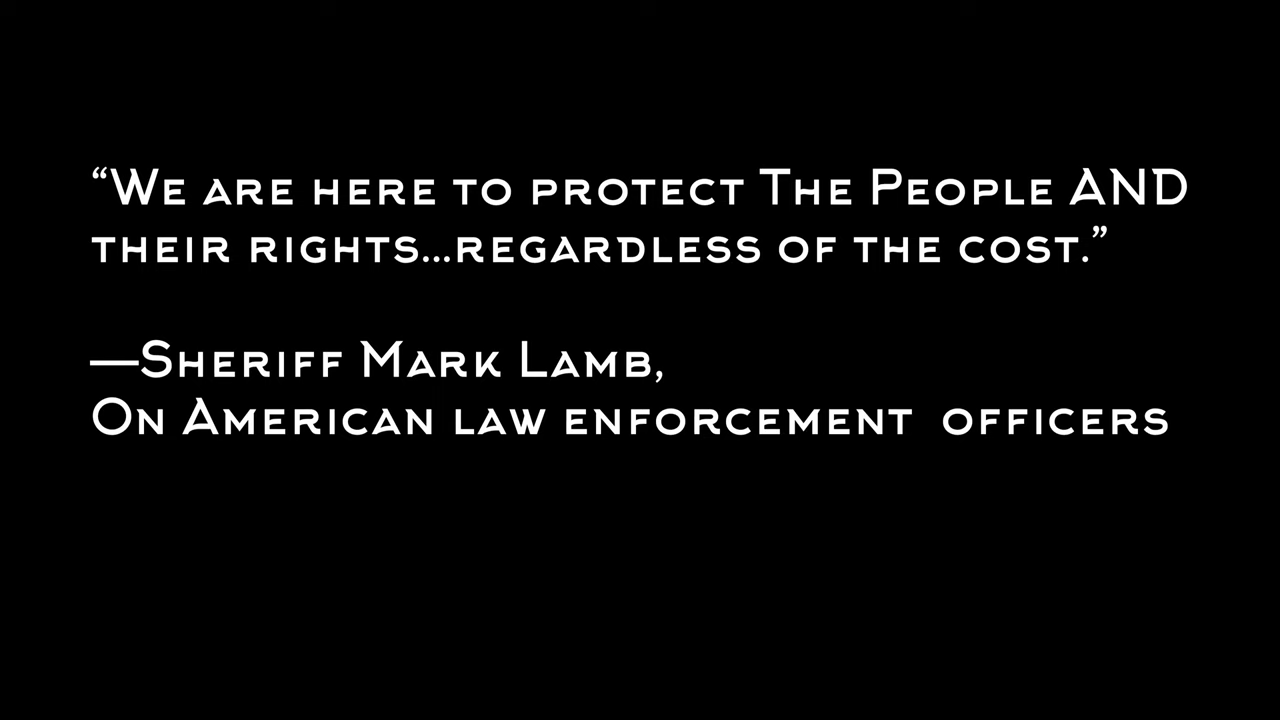 “We are here to protect The People AND
their rights...regardless of the cost.”
—Sheriff Mark Lamb,
On American law enforcement  officers